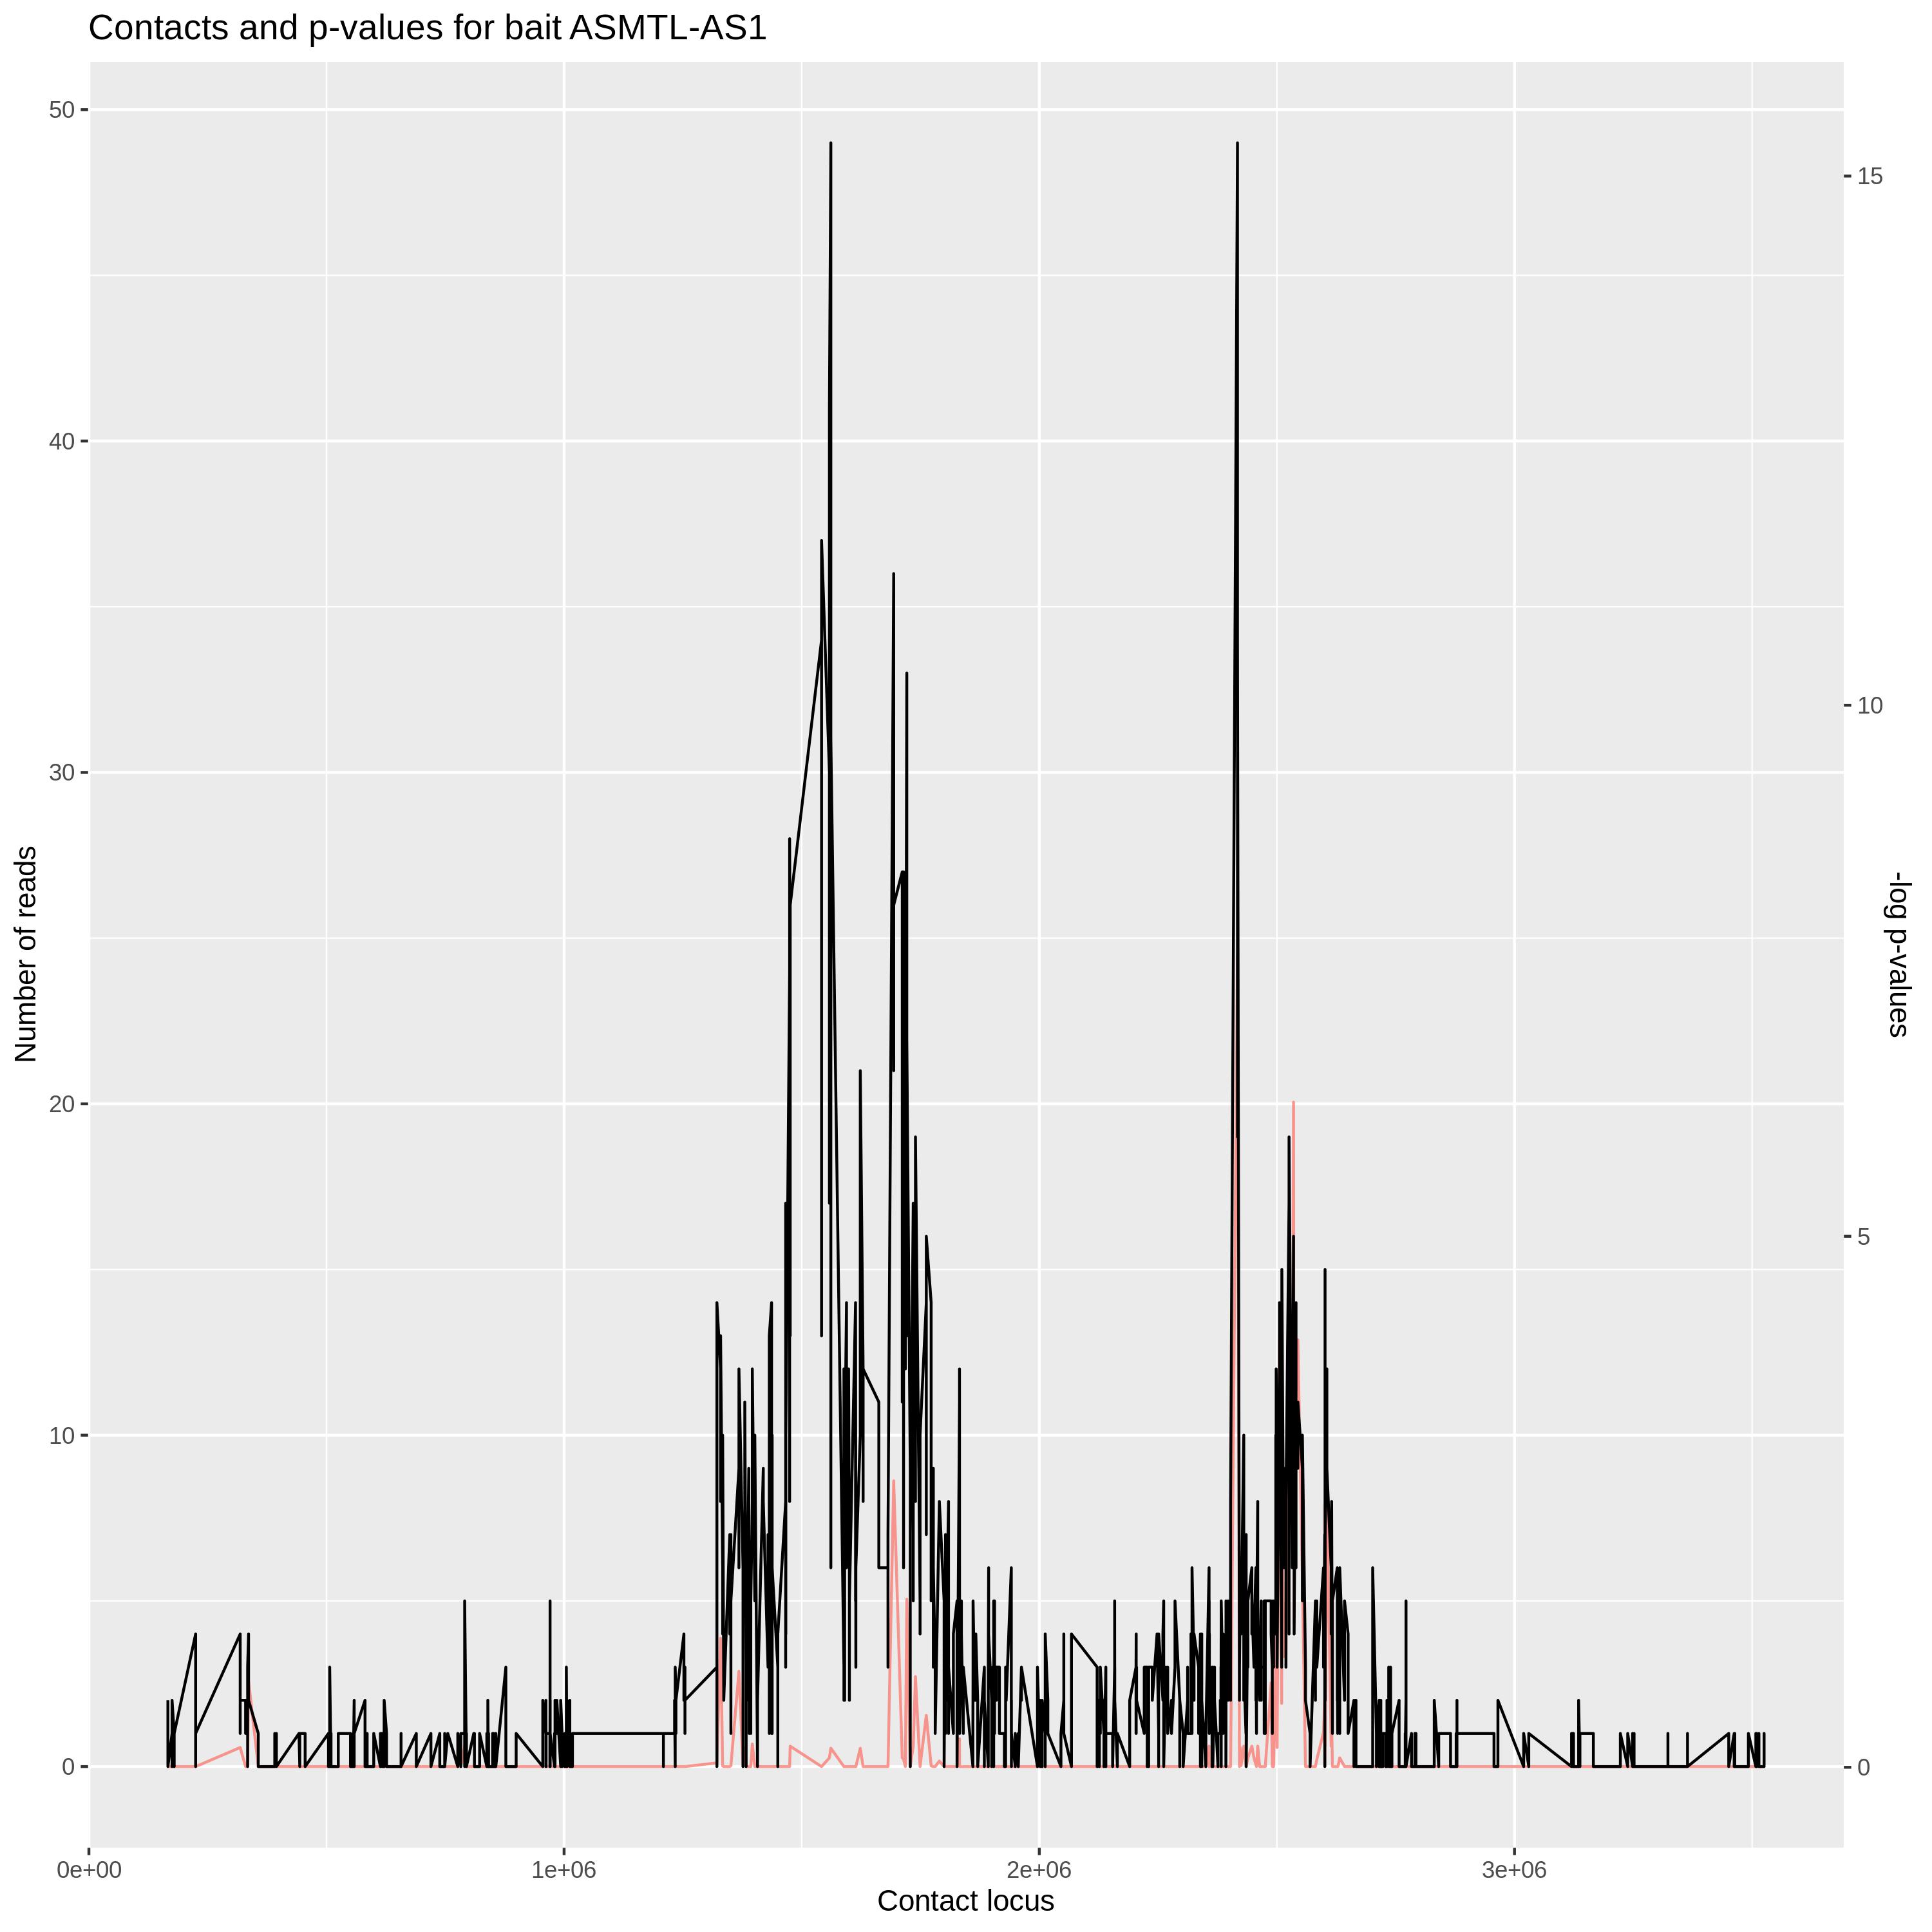 Contacts and p-values for bait ASMTL-AS1
50
40
30
20
10
0
Number of reads
15
10
5
0
-log p-values
0e+00
1e+06
2e+06
3e+06
Contact locus